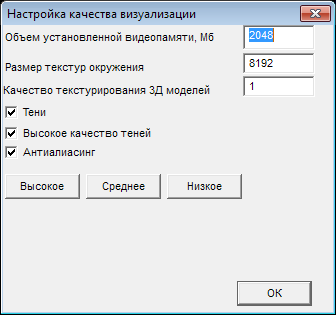 Настройка качества визуализации
Объем установленной видеопамяти, Мб 2048
Размер текстур окружения 8192
Качество текстурирования 3Д моделей 1
Тени
Высокое качество теней
Антиалиасинг
Высокое Среднее Низкое
OK